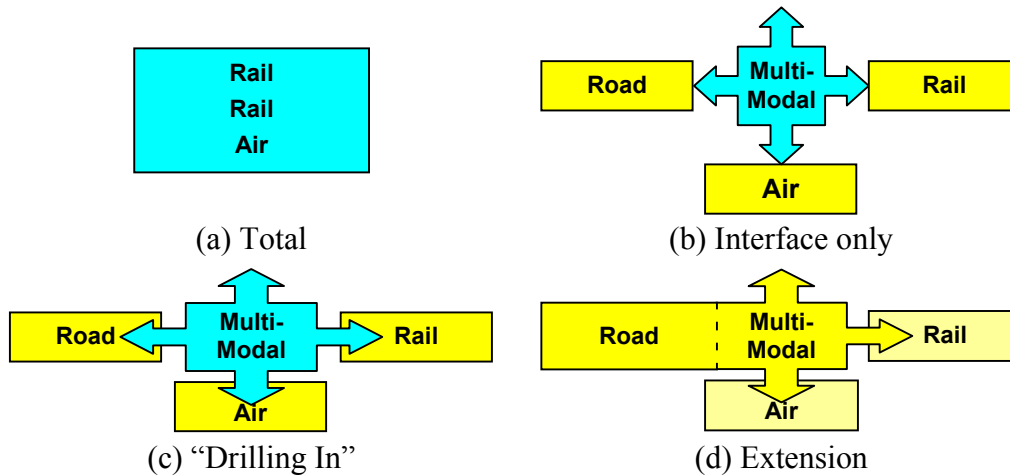 Rail
Rail
Air
(a) Total
Road
Multi-
Modal
Rail
Air
(b) Interface only
Road
Multi-
Modal
Rail
Air
(c) “Drilling In”
Road
Multi-
Modal
Rail
Air
(d) Extension